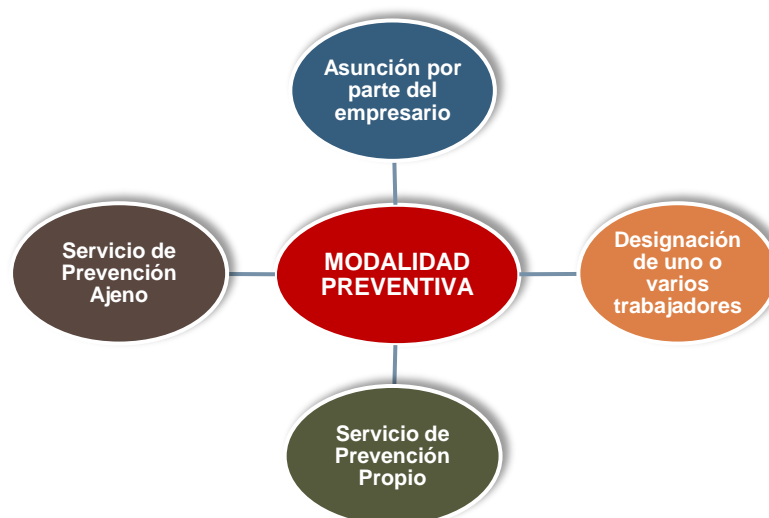 Asunción por
parte del
empresario
Servicio de
Prevención
Ajeno
MODALIDAD
PREVENTIVA
Designación
de uno o
varios
trabajadores
Servicio de
Prevención
Propio